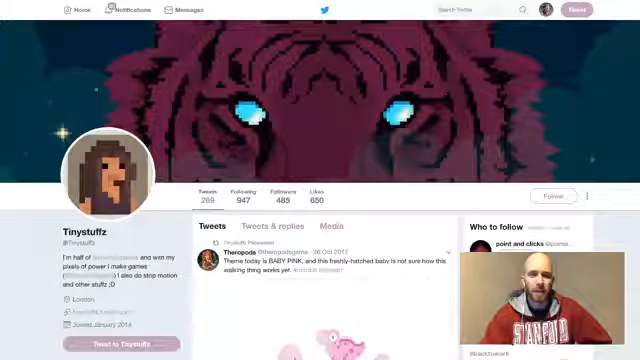 Home
Notifications
Messages
Search Twitter
Tweet
Tweets Following Followers Likes
269 947 485 650
Follow
Tinystuffz
@Tinystuffz
I'm half of
and with my
pixels of power I make games
I also do stop motion
and other stuffz ;D
London
Joined January 2014
Tweet to Tinystuffz
Tweets Tweets & replies Media
Tinystuffz Retweeted
Theropods @theropodsgame · 26 Oct 2017
Theme today is BABY PINK, and this freshly-hatched baby is not sure how this
walking thing works yet.
Who to follow
point and clicks
STANFORD
@backtowork